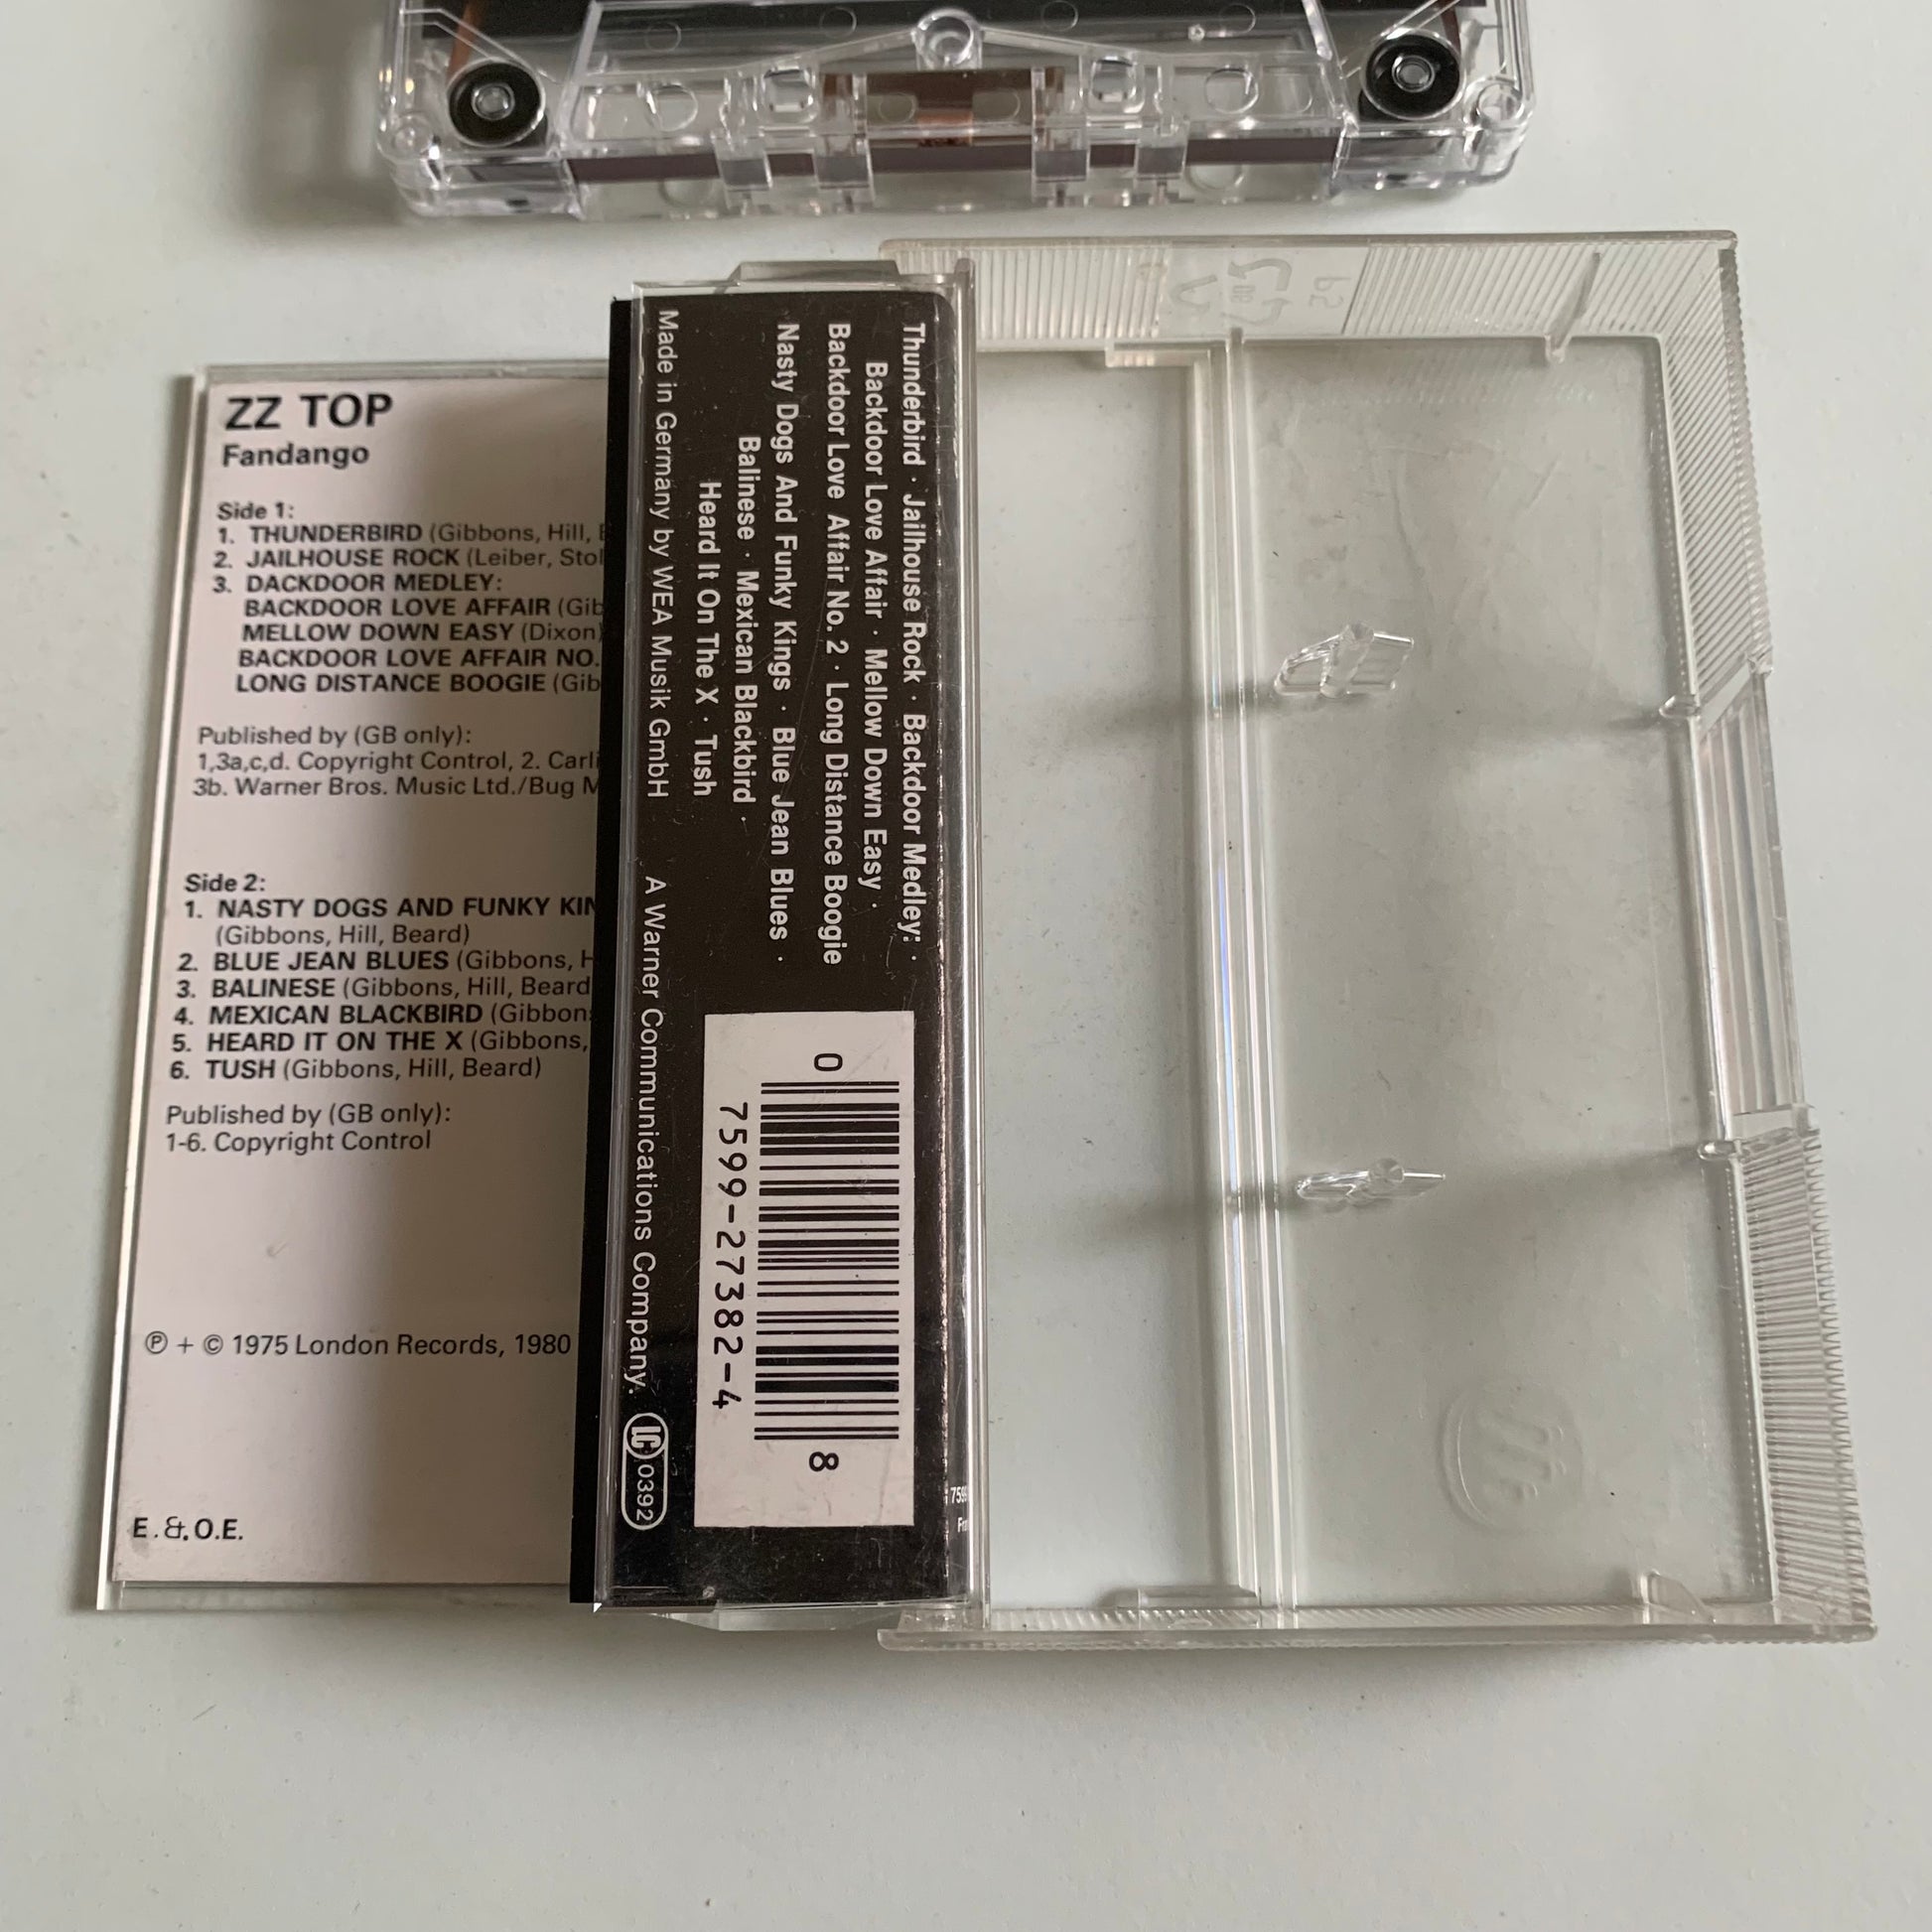 ZZ TOP
Fandango
Side 1:
1. THUNDERBIRD (Gibbons, Hill,
2. JAILHOUSE ROCK (Leiber,
3. DACKDOOR MEDLEY:
BACKDOOR LOVE AFFAIR
MELLOW DOWN EASY (Dixon)
BACKDOOR LOVE AFFAIR NO.
LONG DISTANCE BOOGIE
Published by (GB only):
1,3a,c,d. Copyright Control, 2.
3b. Warner Bros. Music Ltd./Bug
Side 2:
1. NASTY DOGS AND FUNKY
(Gibbons, Hill, Beard)
2. BLUE JEAN BLUES (Gibbons,
3. BALINESE (Gibbons, Hill, Beard
4. MEXICAN BLACKBIRD (Gibbons
5. HEARD IT ON THE X (Gibbons,
6. TUSH (Gibbons, Hill, Beard)
Published by (GB only):
1-6. Copyright Control
℗ + © 1975 London Records, 1980
E. &. O.E.
Thunderbird · Jailhouse Rock · Backdoor Medley: ·
Backdoor Love Affair · Mellow Down Easy ·
Backdoor Love Affair No. 2 · Long Distance Boogie
Nasty Dogs And Funky Kings · Blue Jean Blues ·
Balinese · Mexican Blackbird ·
Heard It On The X · Tush
Made in Germany by WEA Musik GmbH A Warner Communications Company. LC 0392
0 7599-27382-4 8